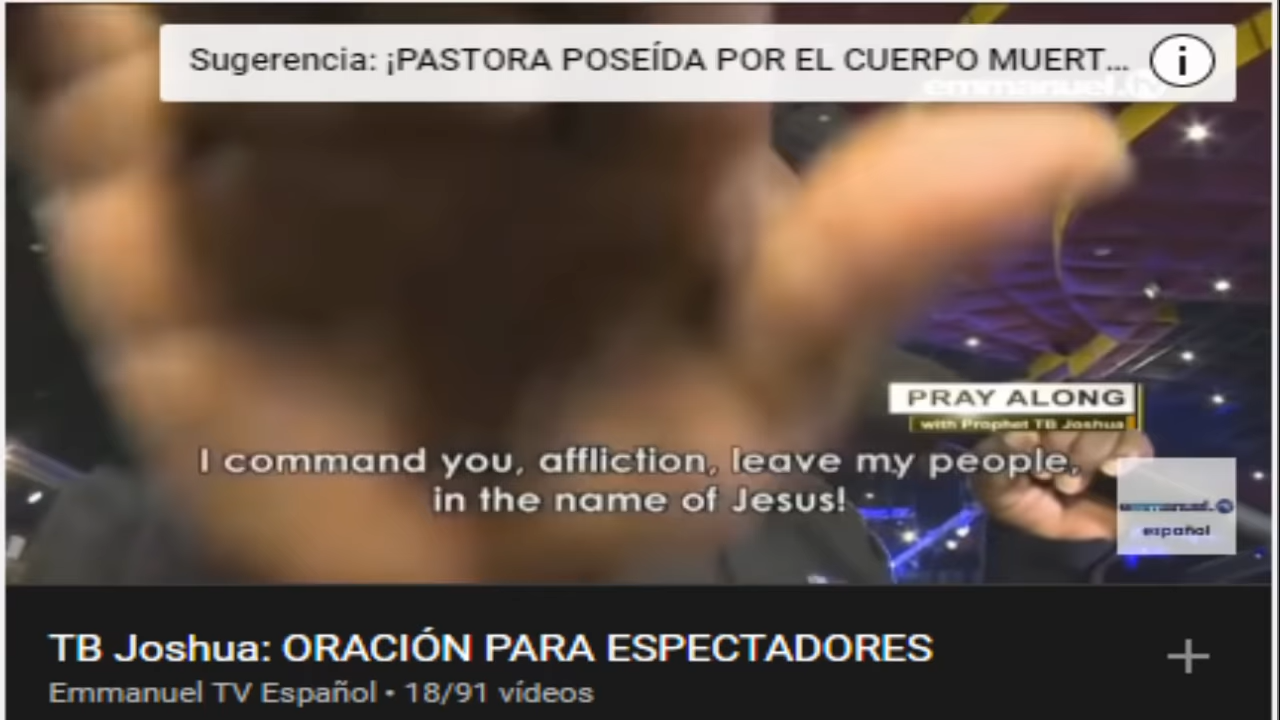 Sugerencia: ¡PASTORA POSEÍDA POR EL CUERPO MUERT...
emmanuel.TV
PRAY ALONG
with Prophet TB Joshua
I command you, affliction, leave my people,
in the name of Jesus!
emmanuel.TV
español
TB Joshua: ORACIÓN PARA ESPECTADORES
Emmanuel TV Español • 18/91 vídeos